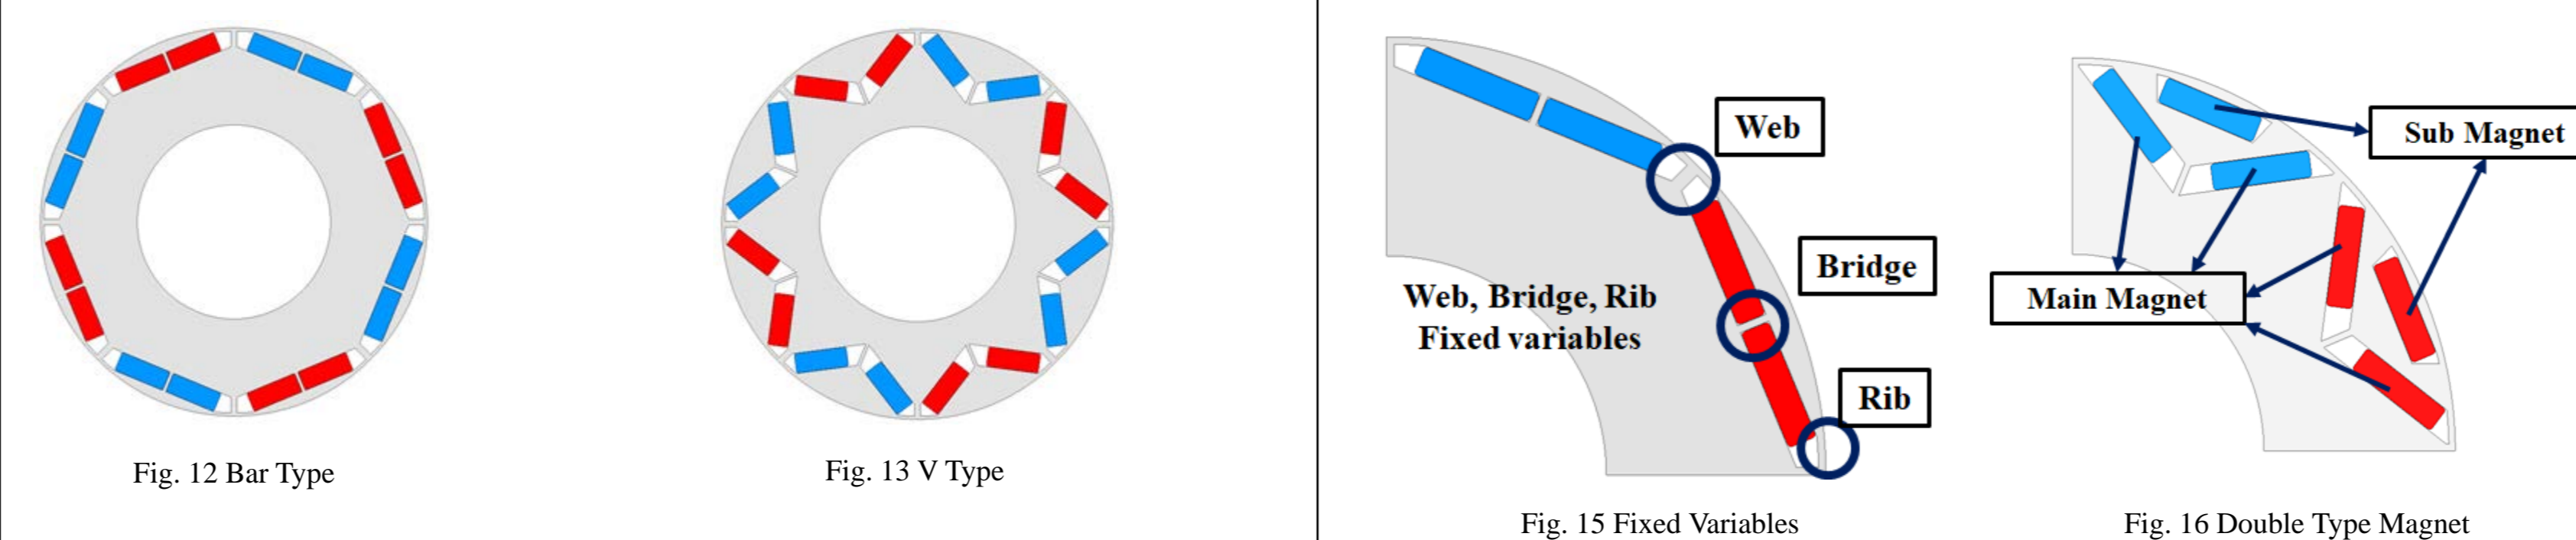 Fig. 12 Bar Type
Fig. 13 V Type
Web
Bridge
Web, Bridge, Rib
Fixed variables
Rib
Fig. 15 Fixed Variables
Sub Magnet
Main Magnet
Fig. 16 Double Type Magnet